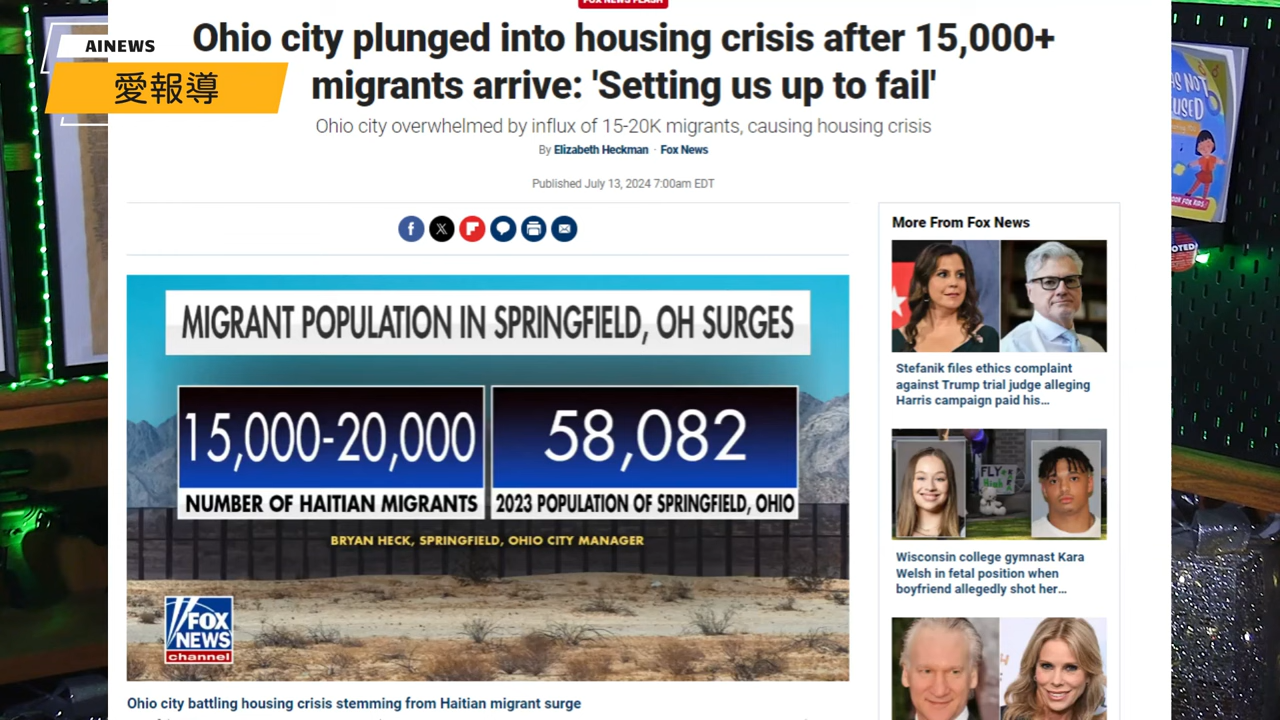 FOX NEWS FLASH
AINEWS
愛報導
Ohio city plunged into housing crisis after 15,000+
migrants arrive: 'Setting us up to fail'
Ohio city overwhelmed by influx of 15-20K migrants, causing housing crisis
By Elizabeth Heckman · Fox News
Published July 13, 2024 7:00am EDT
MIGRANT POPULATION IN SPRINGFIELD, OH SURGES
15,000-20,000
NUMBER OF HAITIAN MIGRANTS
58,082
2023 POPULATION OF SPRINGFIELD, OHIO
BRYAN HECK, SPRINGFIELD, OHIO CITY MANAGER
FOX
NEWS
channel
Ohio city battling housing crisis stemming from Haitian migrant surge
More From Fox News
Stefanik files ethics complaint
against Trump trial judge alleging
Harris campaign paid his...
FLY
High
Wisconsin college gymnast Kara
Welsh in fetal position when
boyfriend allegedly shot her...
AS NOT
USED
OTED